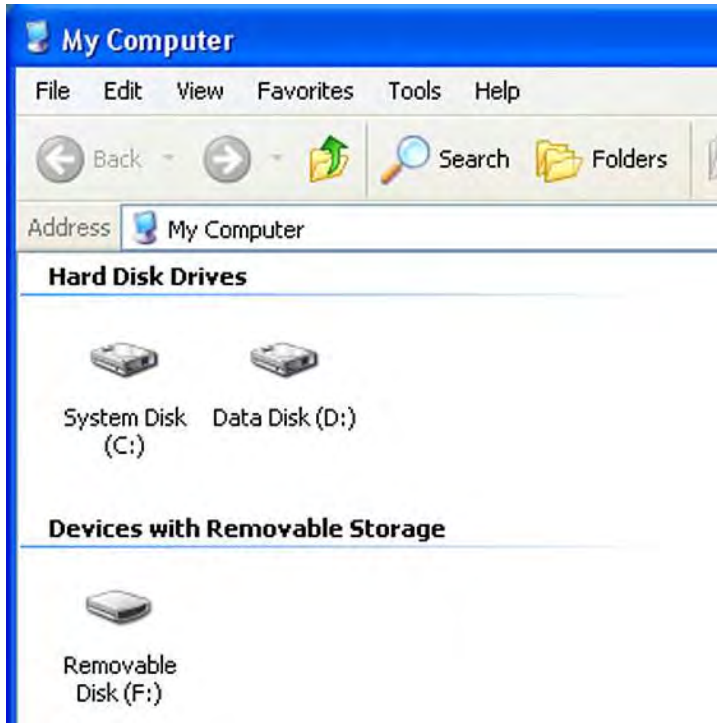 My Computer
File Edit View Favorites Tools Help
Back Search Folders
Address My Computer
Hard Disk Drives
System Disk (C:)
Data Disk (D:)
Devices with Removable Storage
Removable Disk (F:)